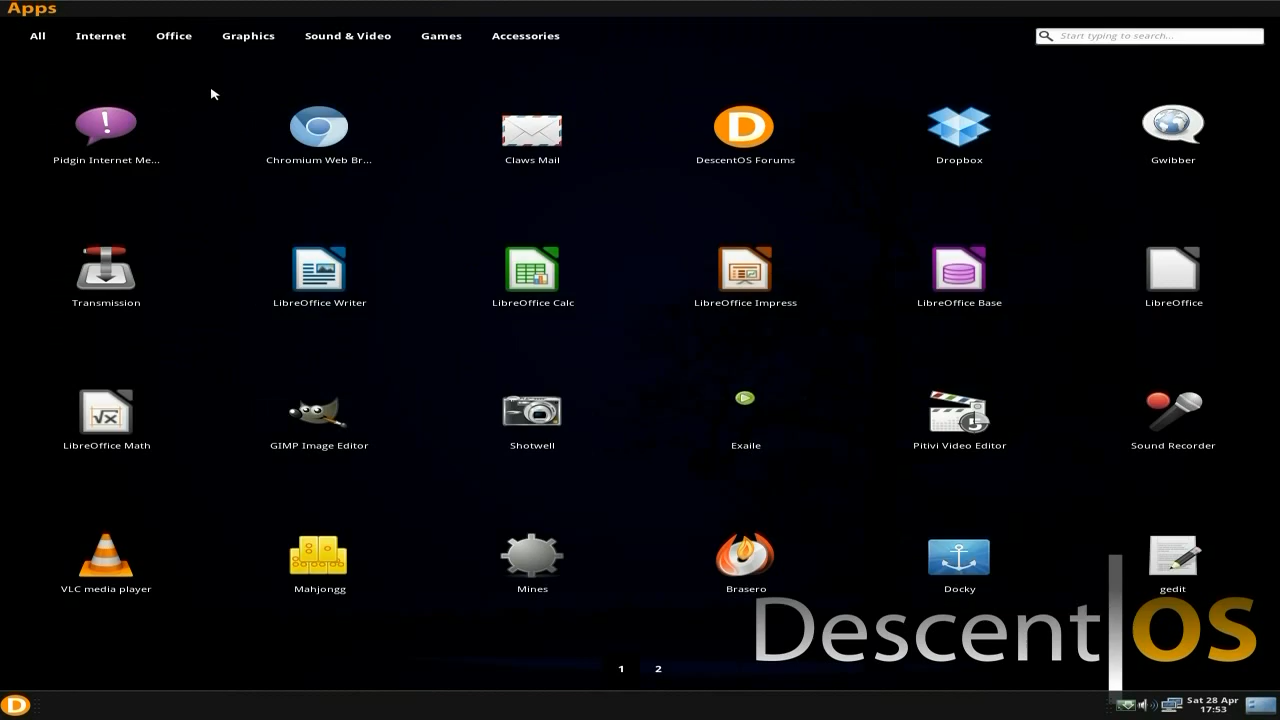 Apps
All Internet Office Graphics Sound & Video Games Accessories
Start typing to search...
Pidgin Internet Me... Chromium Web Br... Claws Mail DescentOS Forums Dropbox Gwibber
Transmission LibreOffice Writer LibreOffice Calc LibreOffice Impress LibreOffice Base LibreOffice
LibreOffice Math GIMP Image Editor Shotwell Exaile Pitivi Video Editor Sound Recorder
VLC media player Mahjongg Mines Brasero Docky gedit
Descent|OS
1 2
D
Sat 28 Apr
17:53